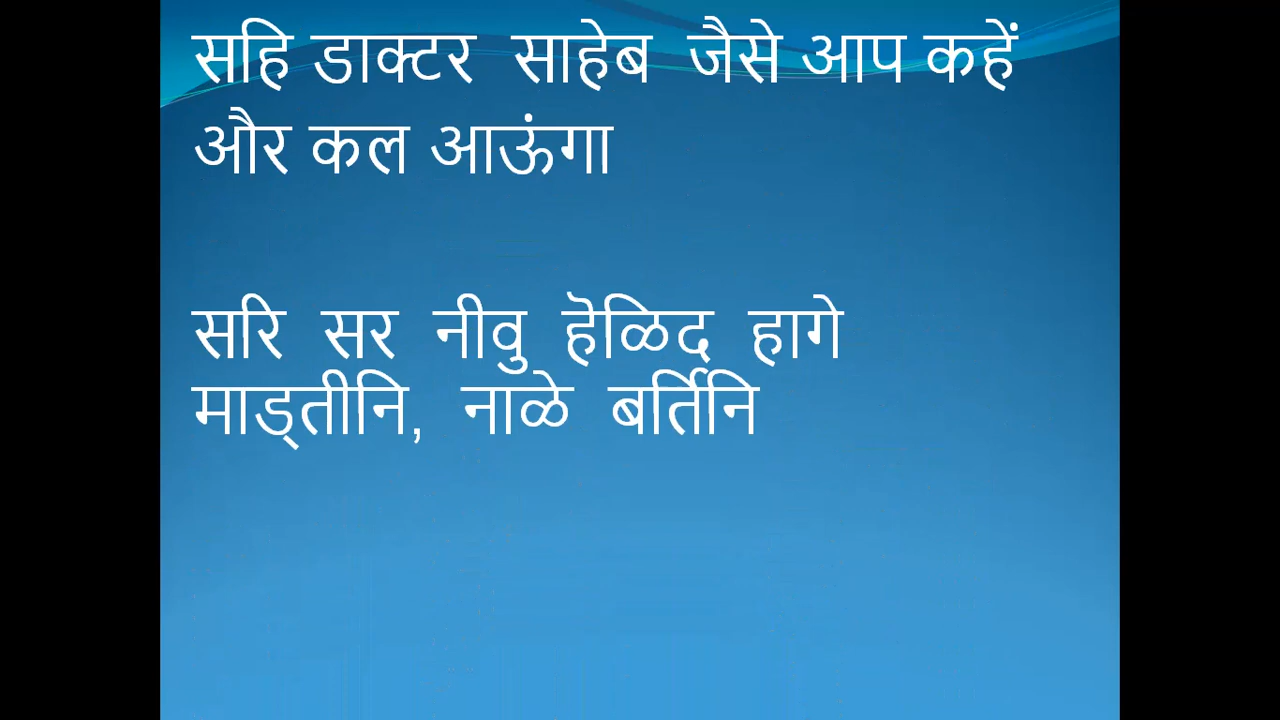 सहि डाक्टर साहेब जैसे आप कहें
और कल आऊंगा
सरि सर नीवु हॆळिद हागे
माड्तीनि, नाळे बर्तिनि